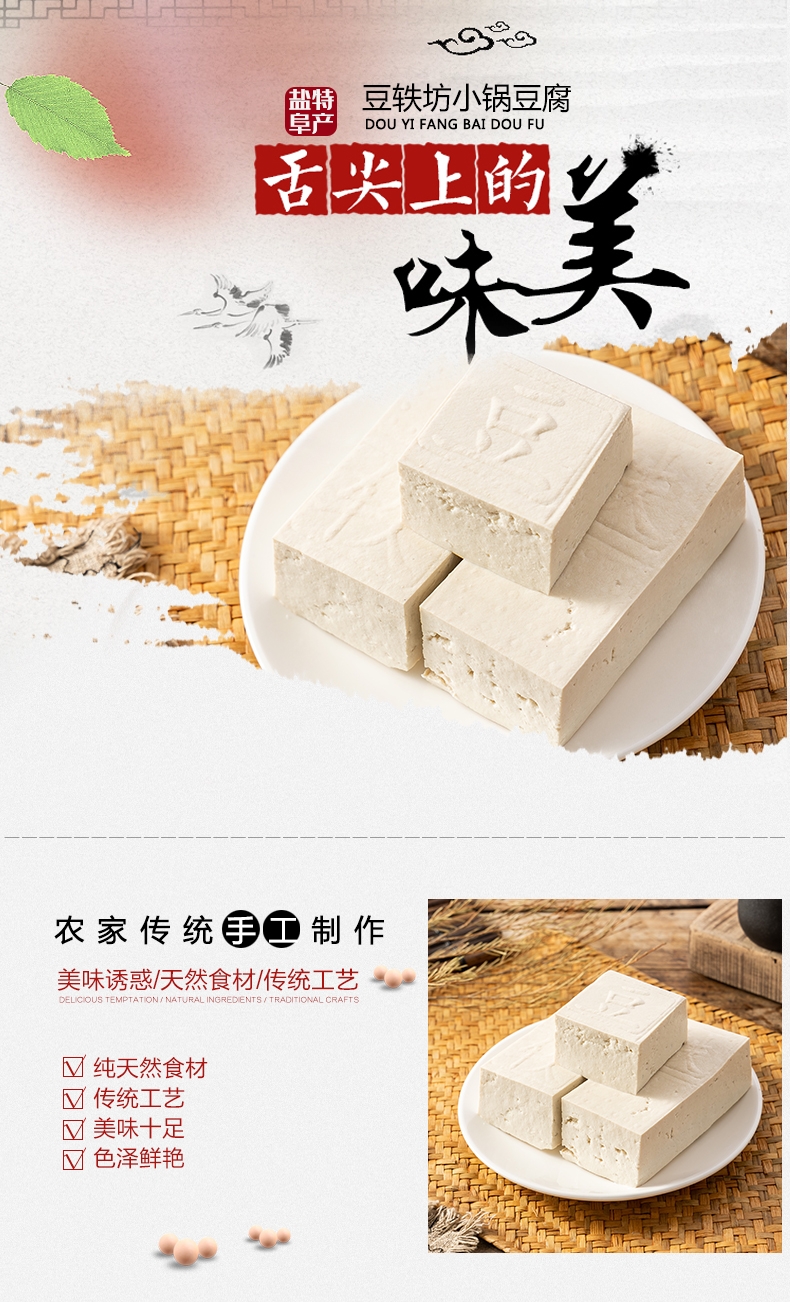 盐特
阜产
豆轶坊小锅豆腐
DOU YI FANG BAI DOU FU
舌尖上的
美味
豆
农家传统手工制作
美味诱惑/天然食材/传统工艺
DELICIOUS TEMPTATION / NATURAL INGREDIENTS / TRADITIONAL CRAFTS
纯天然食材
传统工艺
美味十足
色泽鲜艳
豆